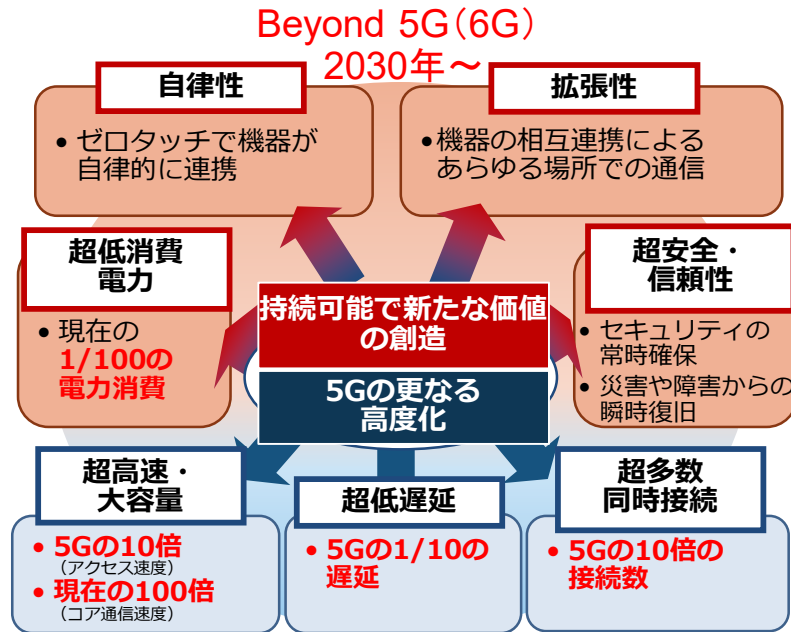 Beyond 5G（6G）
2030年～
自律性
• ゼロタッチで機器が
自律的に連携
拡張性
• 機器の相互連携による
あらゆる場所での通信
超低消費
電力
• 現在の
1/100の
電力消費
持続可能で新たな価値
の創造
5Gの更なる
高度化
超安全・
信頼性
• セキュリティの
常時確保
• 災害や障害からの
瞬時復旧
超高速・
大容量
• 5Gの10倍
（アクセス速度）
• 現在の100倍
（コア通信速度）
超低遅延
• 5Gの1/10の
遅延
超多数
同時接続
• 5Gの10倍の
接続数